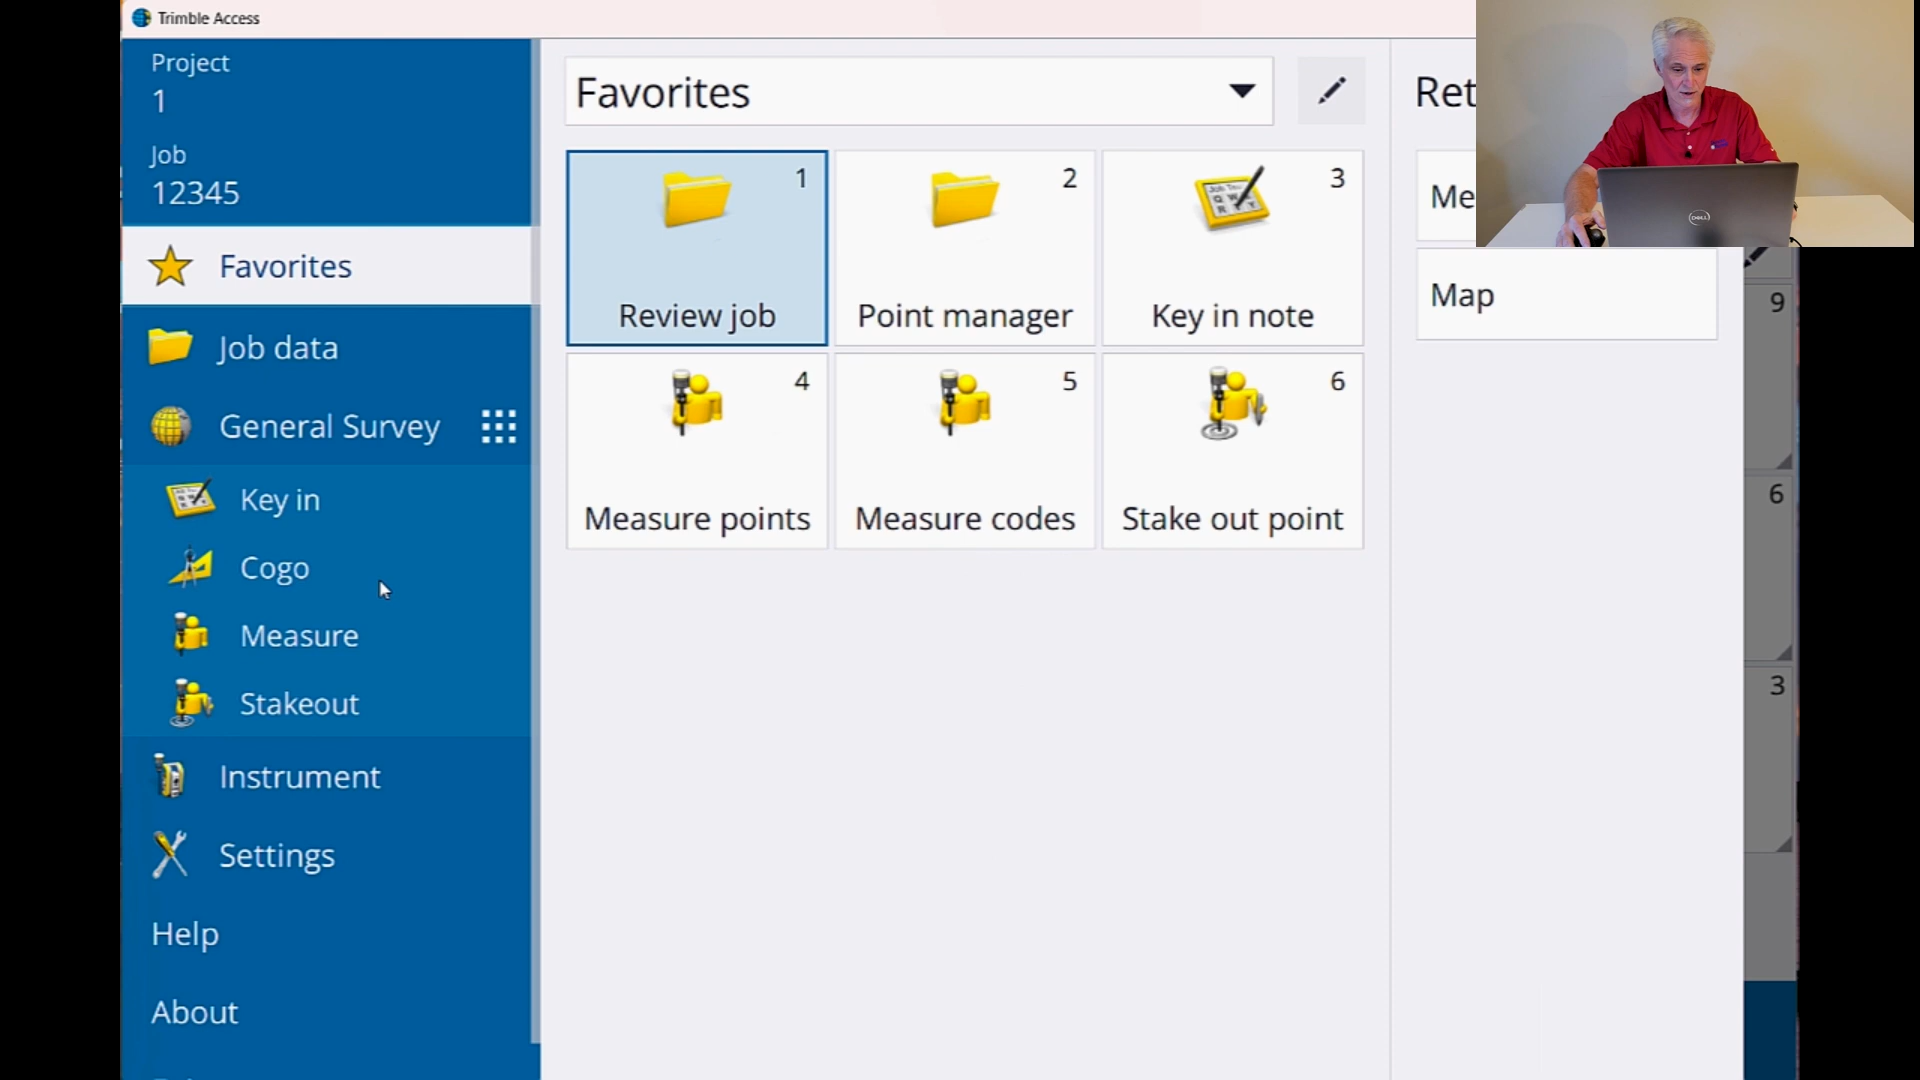 Trimble Access
Project
1
Job
12345
Favorites
Job data
General Survey
Key in
Cogo
Measure
Stakeout
Instrument
Settings
Help
About
Favorites
1
Review job
2
Point manager
3
Key in note
4
Measure points
5
Measure codes
6
Stake out point
Ret
Me
Map
9
6
3
DELL